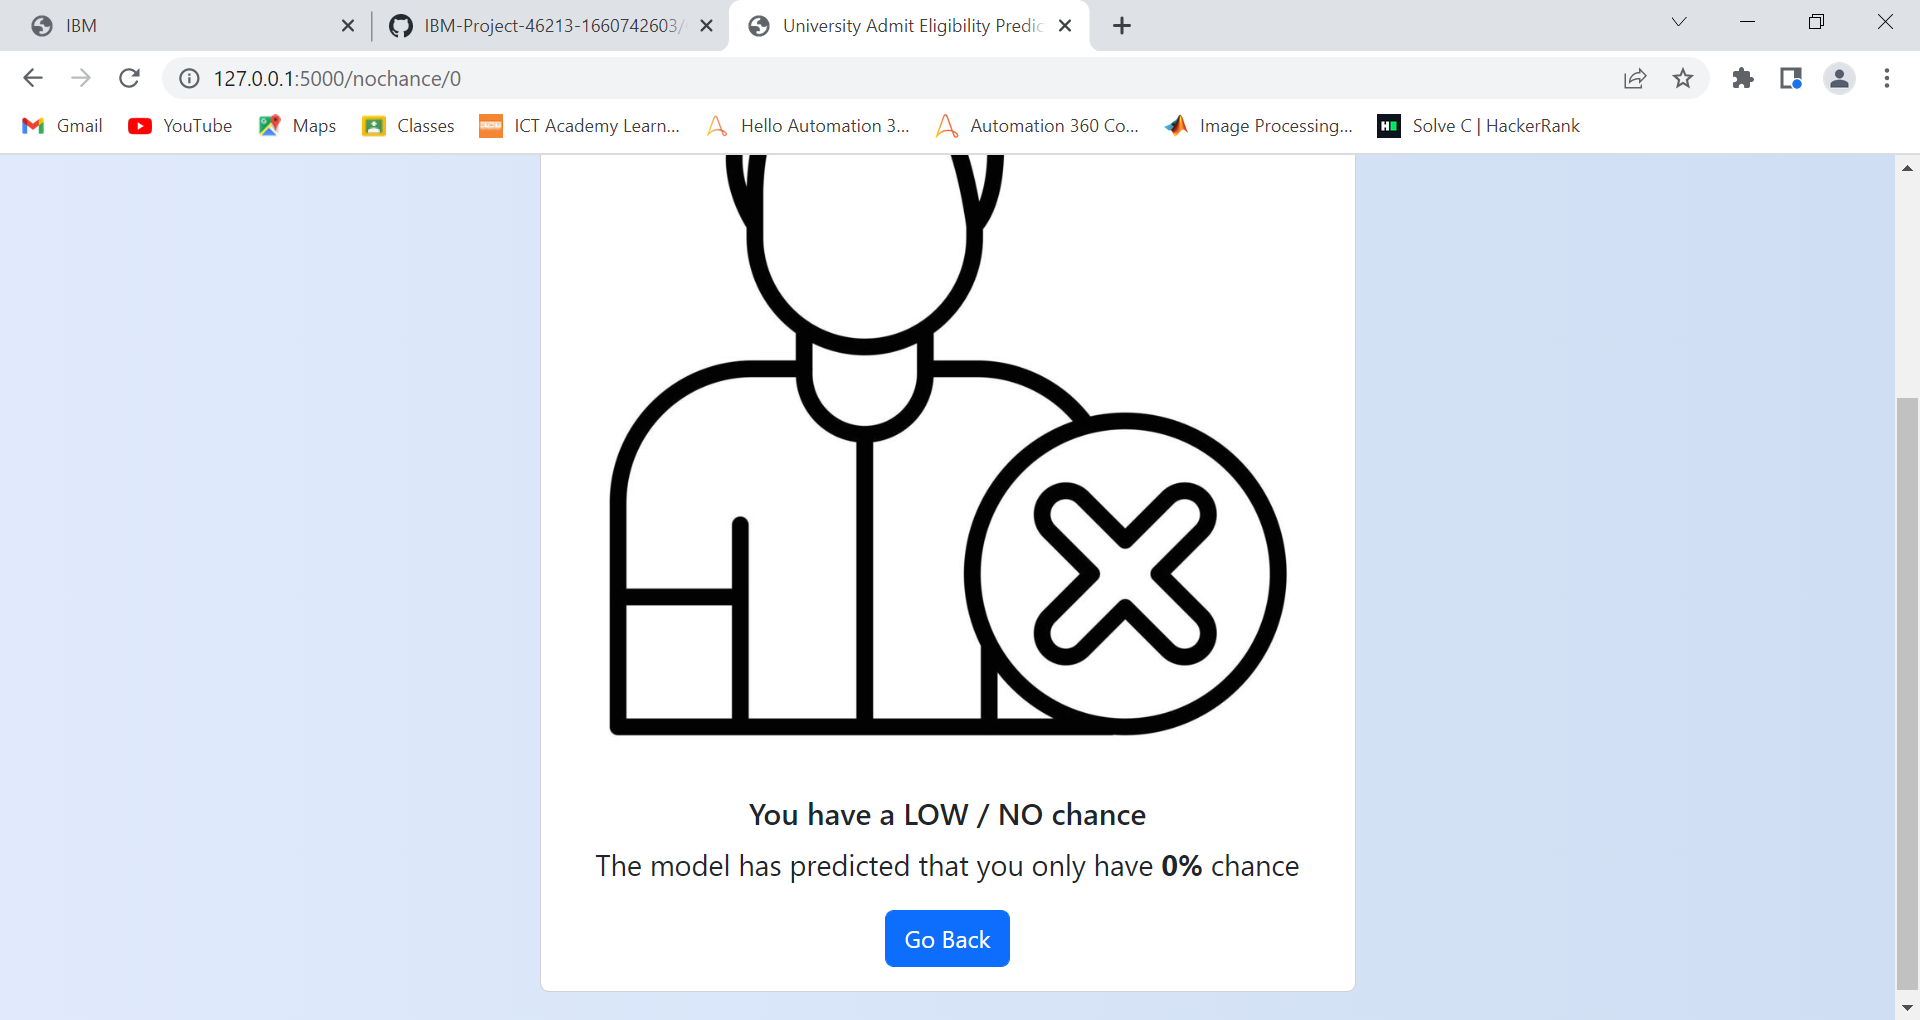 IBM
IBM-Project-46213-1660742603/
University Admit Eligibility Predic
127.0.0.1:5000/nochance/0
Gmail
YouTube
Maps
Classes
ICT Academy Learn...
Hello Automation 3...
Automation 360 Co...
Image Processing...
Solve C | HackerRank
You have a LOW / NO chance
The model has predicted that you only have 0% chance
Go Back